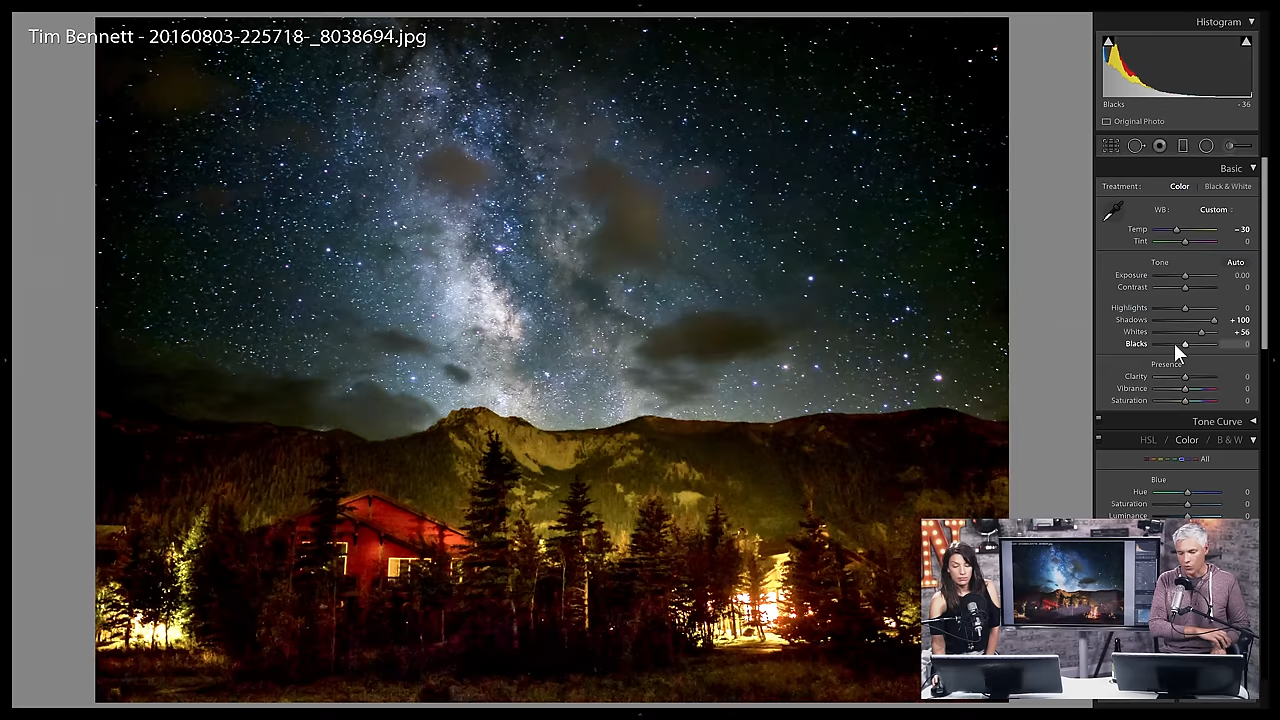 Tim Bennett - 20160803-225718-_8038694.jpg
Histogram
Blacks - 36
Original Photo
Basic
Treatment: Color Black & White
WB: Custom
Temp - 30
Tint 0
Tone Auto
Exposure 0.00
Contrast 0
Highlights 0
Shadows + 100
Whites + 56
Blacks 0
Presence
Clarity 0
Vibrance 0
Saturation 0
Tone Curve
HSL / Color / B & W
All
Blue
Hue 0
Saturation 0
Luminance 0